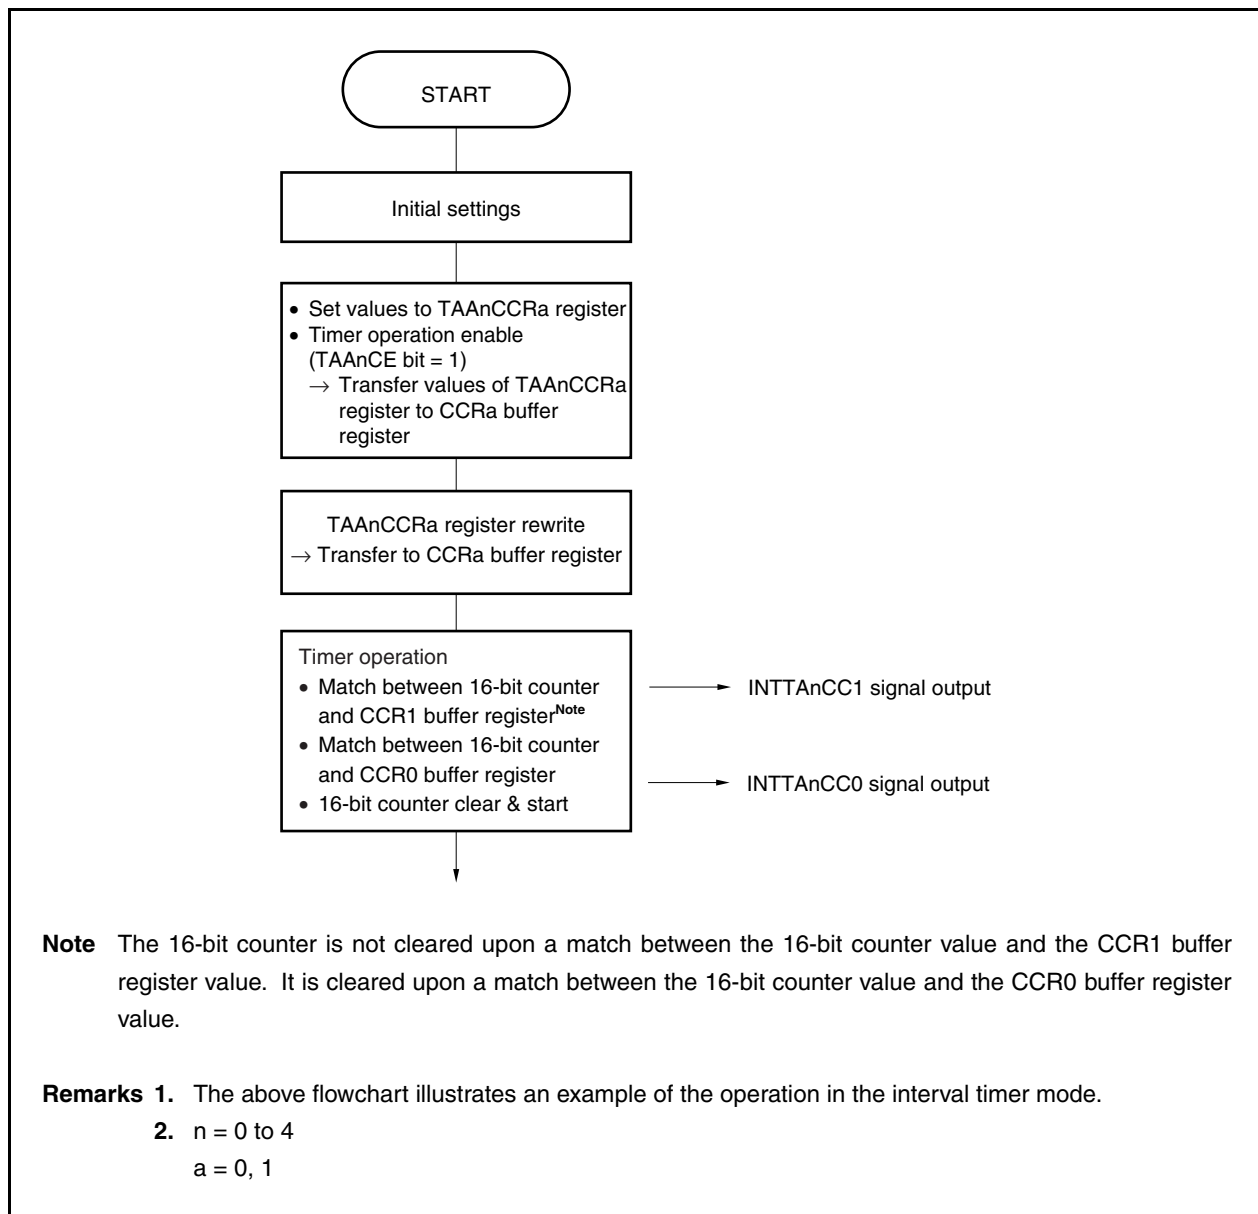 START
Initial settings
• Set values to TAAnCCRa register
• Timer operation enable
(TAAnCE bit = 1)
→ Transfer values of TAAnCCRa
register to CCRa buffer
register
TAAnCCRa register rewrite
→ Transfer to CCRa buffer register
Timer operation
• Match between 16-bit counter
and CCR1 buffer registerNote
INTTAnCC1 signal output
• Match between 16-bit counter
and CCR0 buffer register
INTTAnCC0 signal output
• 16-bit counter clear & start
Note The 16-bit counter is not cleared upon a match between the 16-bit counter value and the CCR1 buffer
register value. It is cleared upon a match between the 16-bit counter value and the CCR0 buffer register
value.
Remarks 1. The above flowchart illustrates an example of the operation in the interval timer mode.
2. n = 0 to 4
a = 0, 1